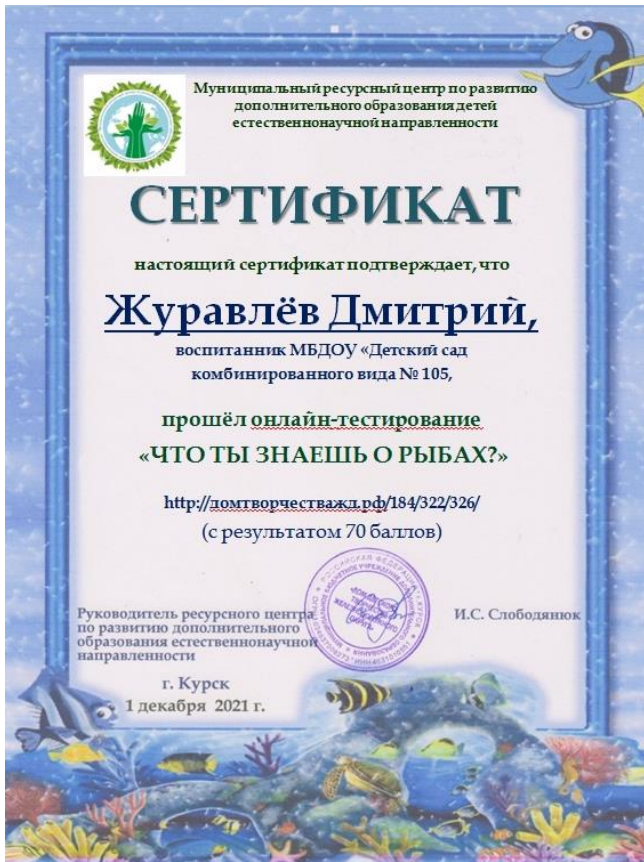 Муниципальный ресурсный центр по развитию
дополнительного образования детей
естественнонаучной направленности
СЕРТИФИКАТ
настоящий сертификат подтверждает, что
Журавлёв Дмитрий,
воспитанник МБДОУ «Детский сад
комбинированного вида № 105,
прошёл онлайн-тестирование
«ЧТО ТЫ ЗНАЕШЬ О РЫБАХ?»
http://домтворчестважд.рф/184/322/326/
(с результатом 70 баллов)
Руководитель ресурсного центра
по развитию дополнительного
образования естественнонаучной
направленности
И.С. Слободянюк
г. Курск
1 декабря 2021 г.